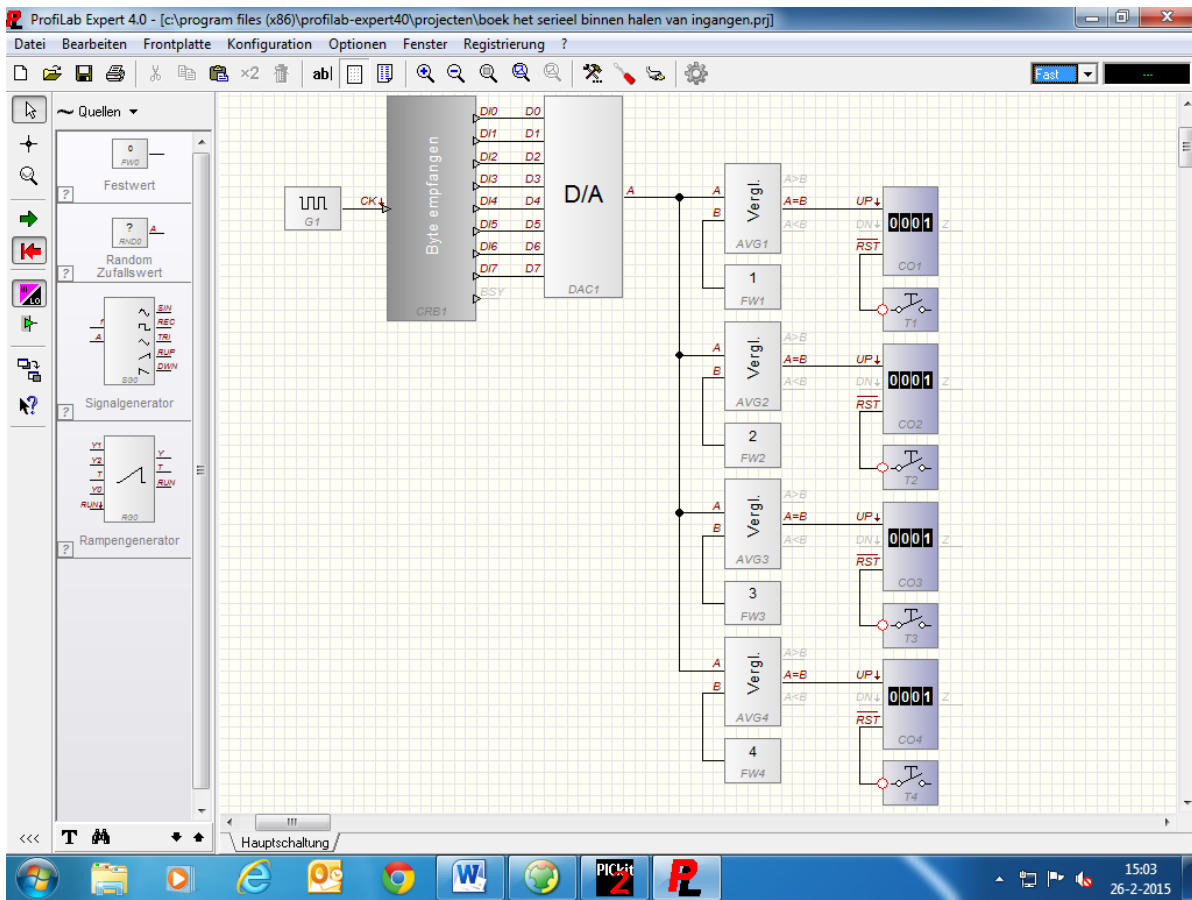 ProfiLab Expert 4.0 - [c:\program files (x86)\profilab-expert40\projecten\boek het serieel binnen halen van ingangen.prj]
Datei Bearbeiten Frontplatte Konfiguration Optionen Fenster Registrierung ?
×2 ab| Fast ---
Quellen
0
FW0
Festwert
?
? A
RND0
Random
Zufallswert
?
f
A
SIN
REC
TRI
RUP
DWN
SG0
Signalgenerator
?
Y1
Y2
T
Y0
RUN
Y
T
RUN
RG0
Rampengenerator
?
G1
CK
Byte empfangen
CRB1
DI0 D0
DI1 D1
DI2 D2
DI3 D3
DI4 D4
DI5 D5
DI6 D6
DI7 D7
BSY
D/A
DAC1
A
A
B
Vergl.
A>B
A=B
A<B
AVG1
1
FW1
UP
DN
RST
0001
Z
CO1
T1
A
B
Vergl.
A>B
A=B
A<B
AVG2
2
FW2
UP
DN
RST
0001
Z
CO2
T2
A
B
Vergl.
A>B
A=B
A<B
AVG3
3
FW3
UP
DN
RST
0001
Z
CO3
T3
A
B
Vergl.
A>B
A=B
A<B
AVG4
4
FW4
UP
DN
RST
0001
Z
CO4
T4
<<< T
Hauptschaltung
PICkit
2
PL
15:03
26-2-2015